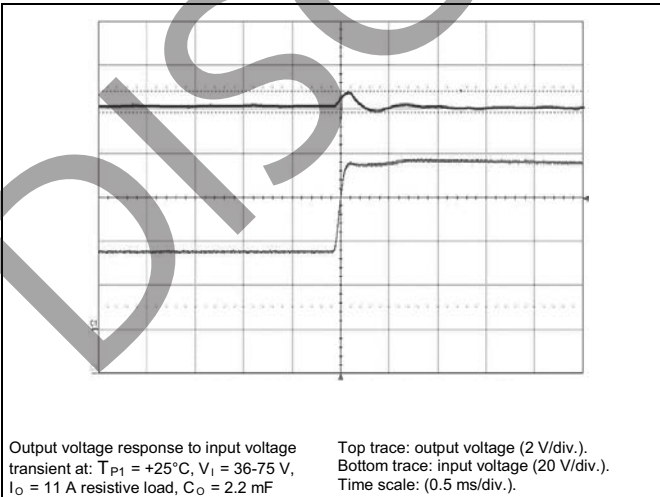 Output voltage response to input voltage
transient at: TP1 = +25°C, VI = 36-75 V,
IO = 11 A resistive load, CO = 2.2 mF
Top trace: output voltage (2 V/div.).
Bottom trace: input voltage (20 V/div.).
Time scale: (0.5 ms/div.).